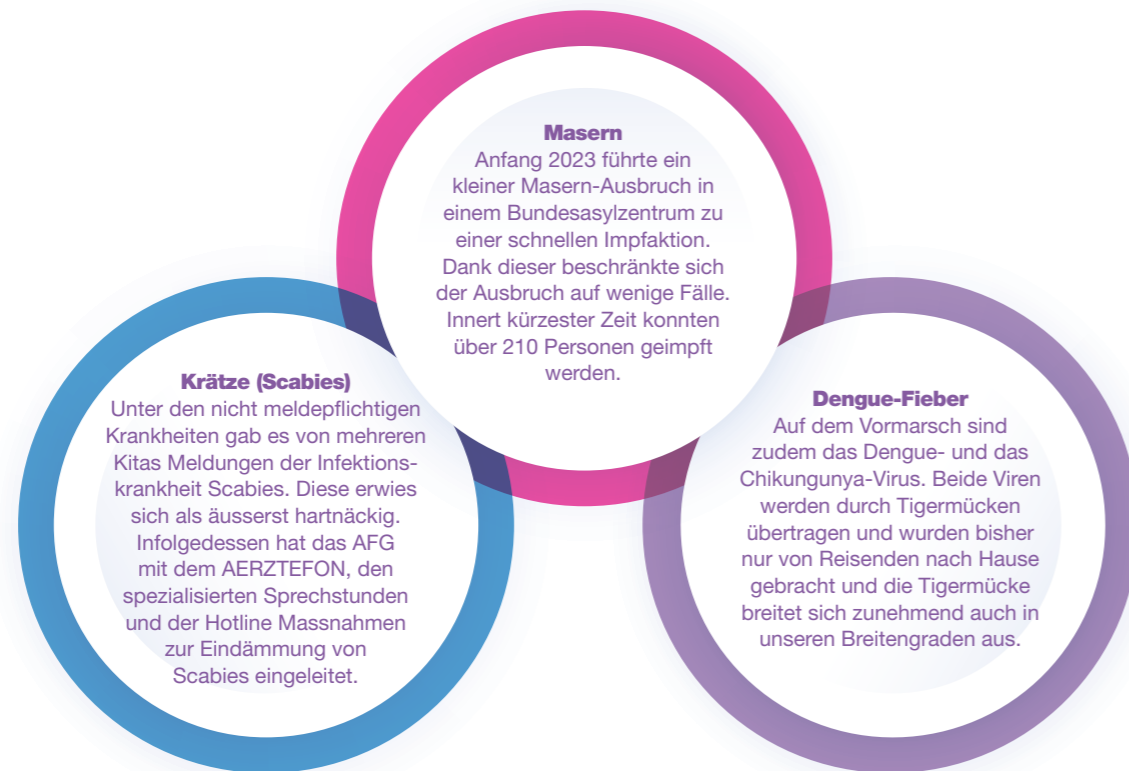 Masern
Anfang 2023 führte ein
kleiner Masern-Ausbruch in
einem Bundesasylzentrum zu
einer schnellen Impfaktion.
Dank dieser beschränkte sich
der Ausbruch auf wenige Fälle.
Innert kürzester Zeit konnten
über 210 Personen geimpft
werden.
Krätze (Scabies)
Unter den nicht meldepflichtigen
Krankheiten gab es von mehreren
Kitas Meldungen der Infektions-
krankheit Scabies. Diese erwies
sich als äusserst hartnäckig.
Infolgedessen hat das AFG
mit dem AERZTEFON, den
spezialisierten Sprechstunden
und der Hotline Massnahmen
zur Eindämmung von
Scabies eingeleitet.
Dengue-Fieber
Auf dem Vormarsch sind
zudem das Dengue- und das
Chikungunya-Virus. Beide Viren
werden durch Tigermücken
übertragen und wurden bisher
nur von Reisenden nach Hause
gebracht und die Tigermücke
breitet sich zunehmend auch in
unseren Breitengraden aus.